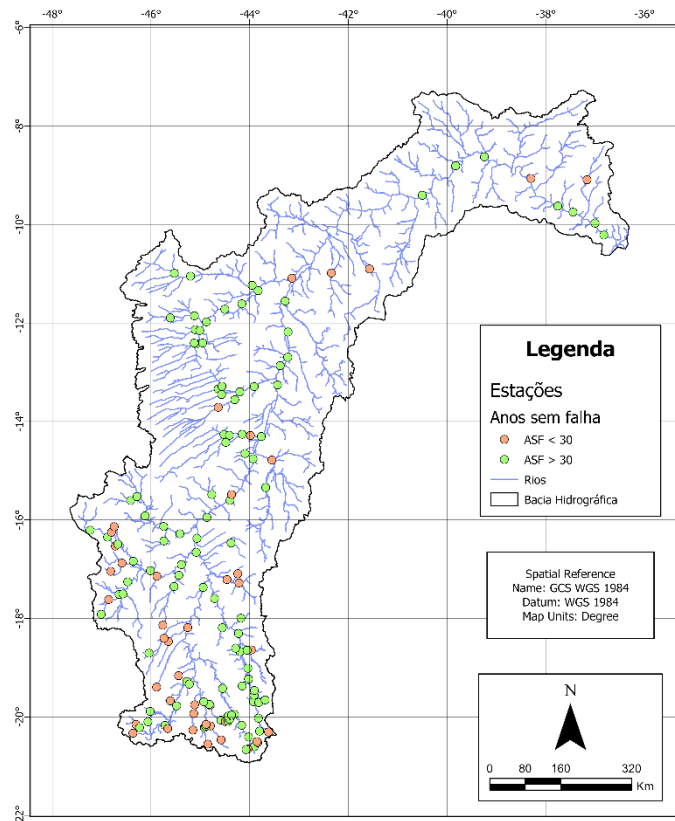 -48° -46° -44° -42° -40° -38° -36°
-6°
-8°
-10°
-12°
-14°
-16°
-18°
-20°
22°
Legenda
Estações
Anos sem falha
ASF < 30
ASF > 30
Rios
Bacia Hidrográfica
Spatial Reference
Name: GCS WGS 1984
Datum: WGS 1984
Map Units: Degree
N
0 80 160 320
Km